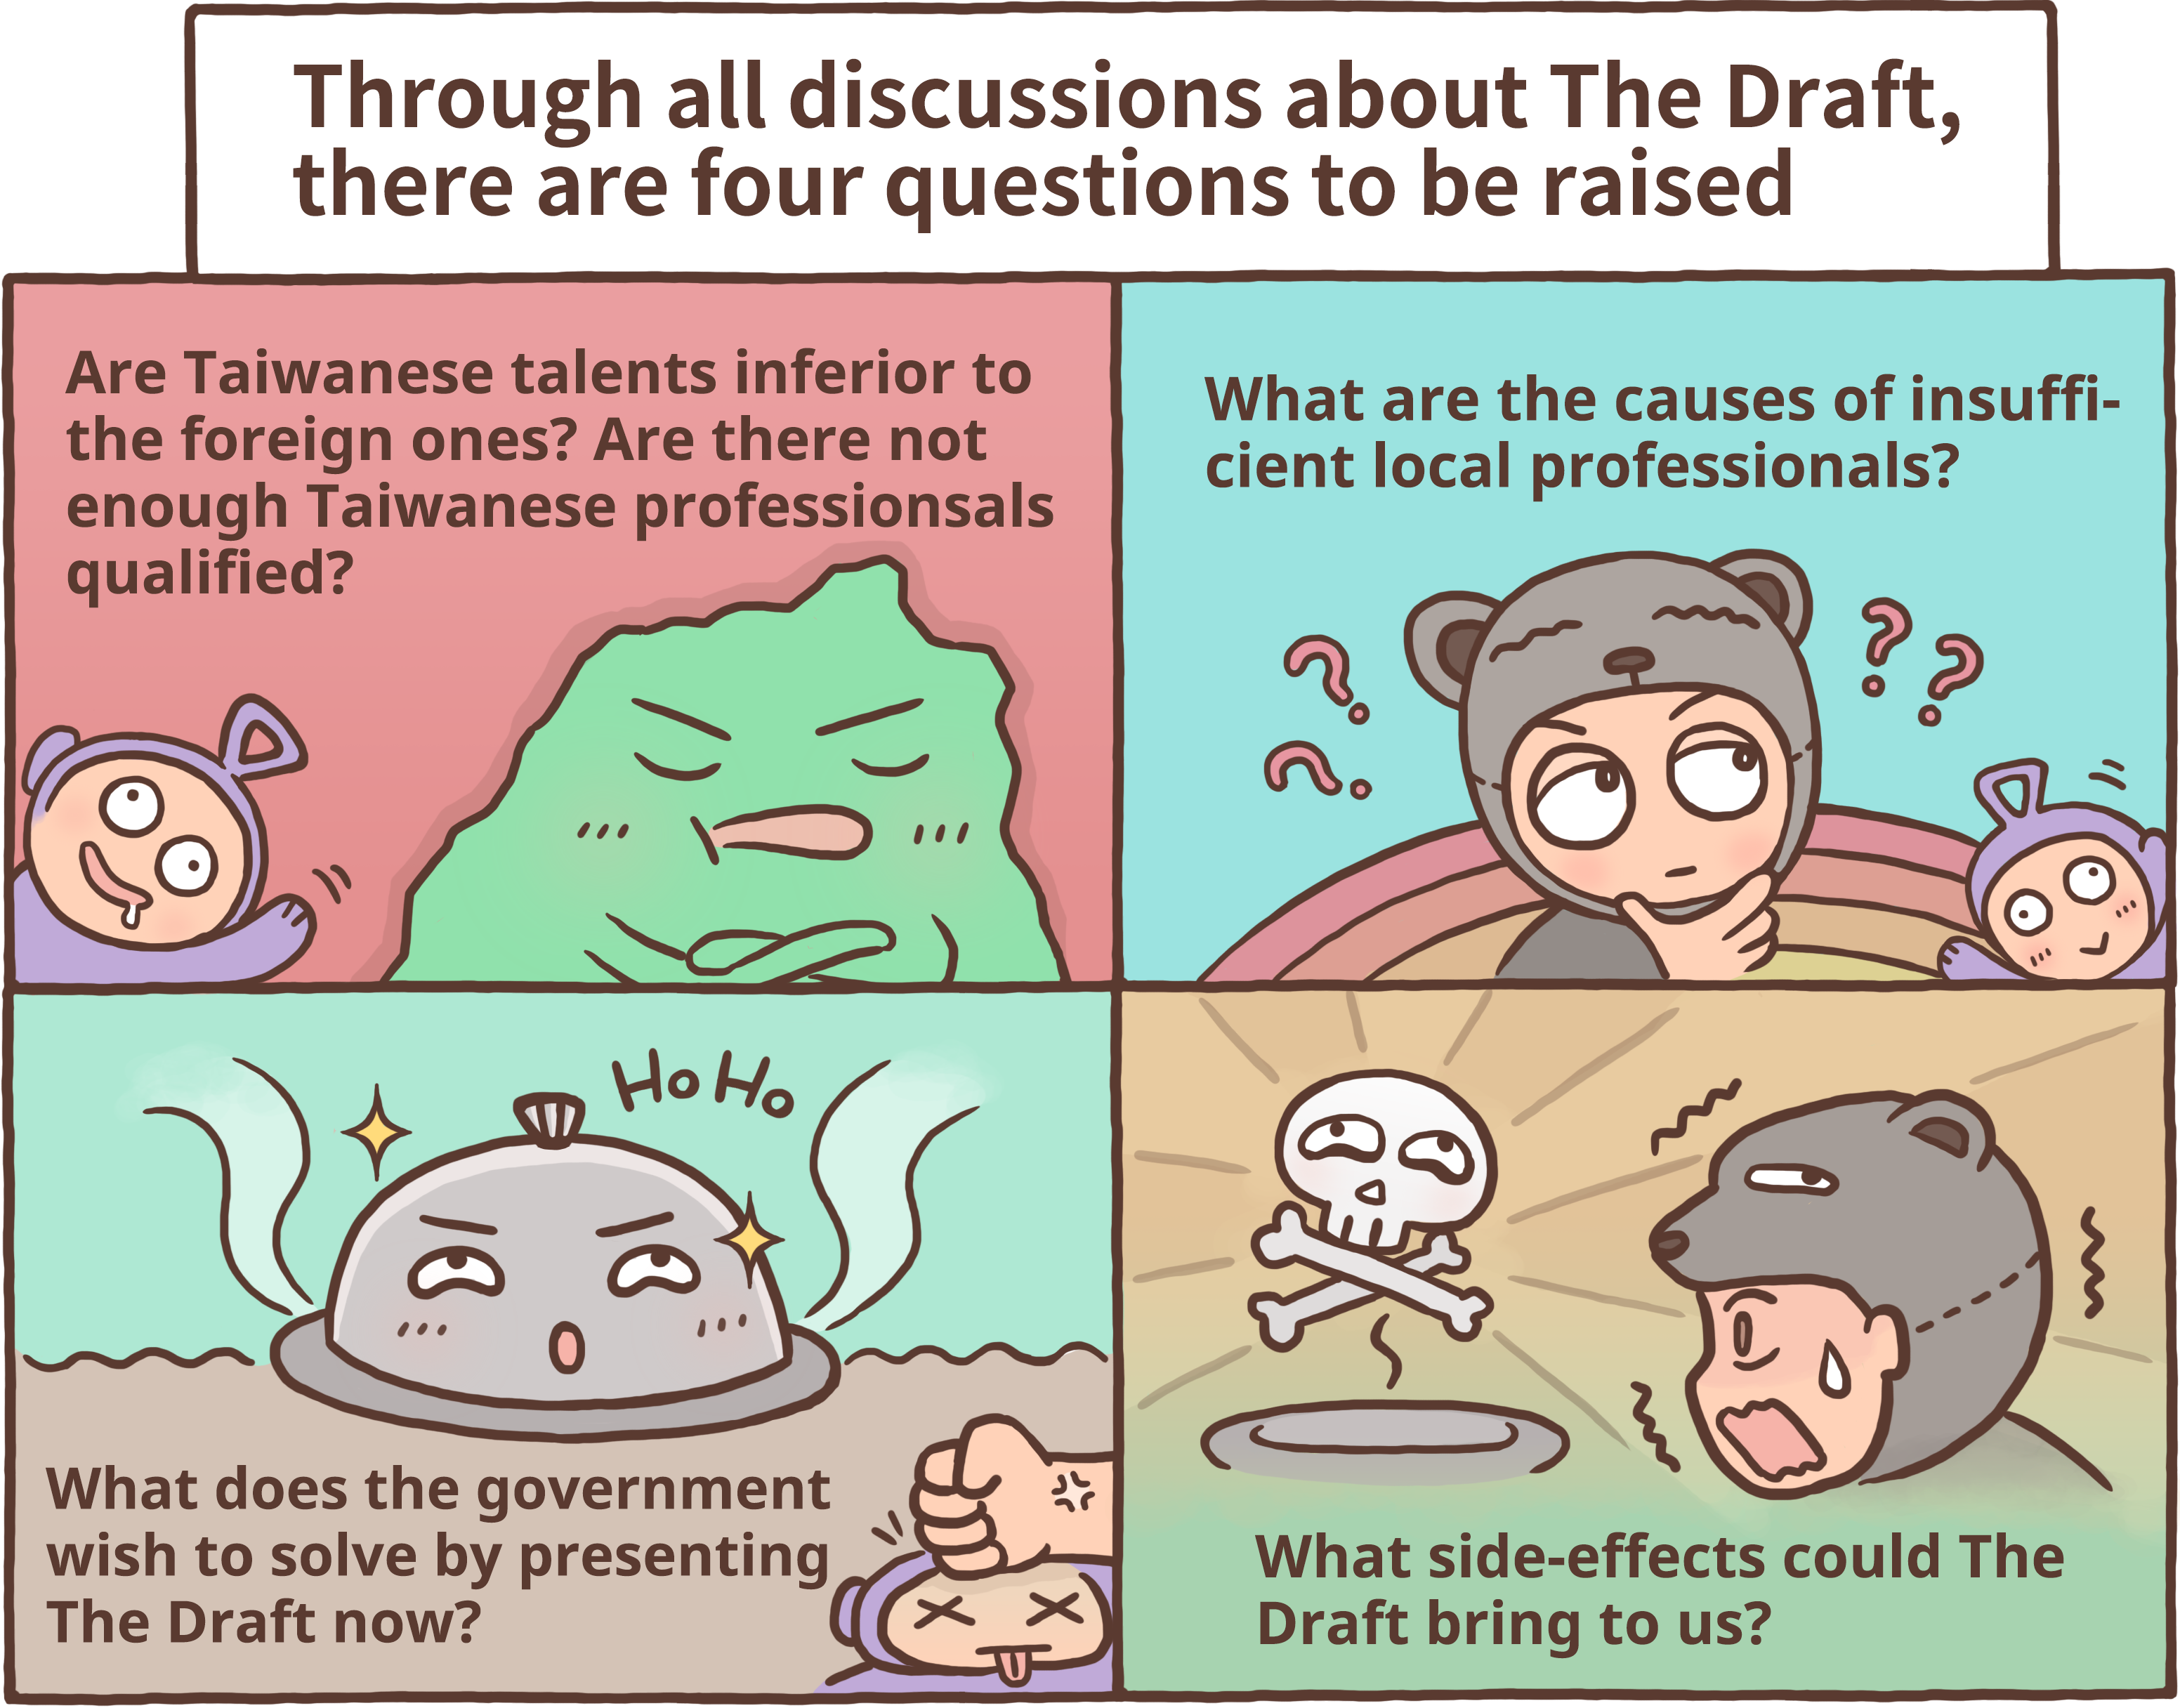 Through all discussions about The Draft,
there are four questions to be raised
Are Taiwanese talents inferior to
the foreign ones? Are there not
enough Taiwanese professionsals
qualified?
What are the causes of insuffi-
cient local professionals?
? ? ? ?
HoHo
What does the government
wish to solve by presenting
The Draft now?
What side-effects could The
Draft bring to us?